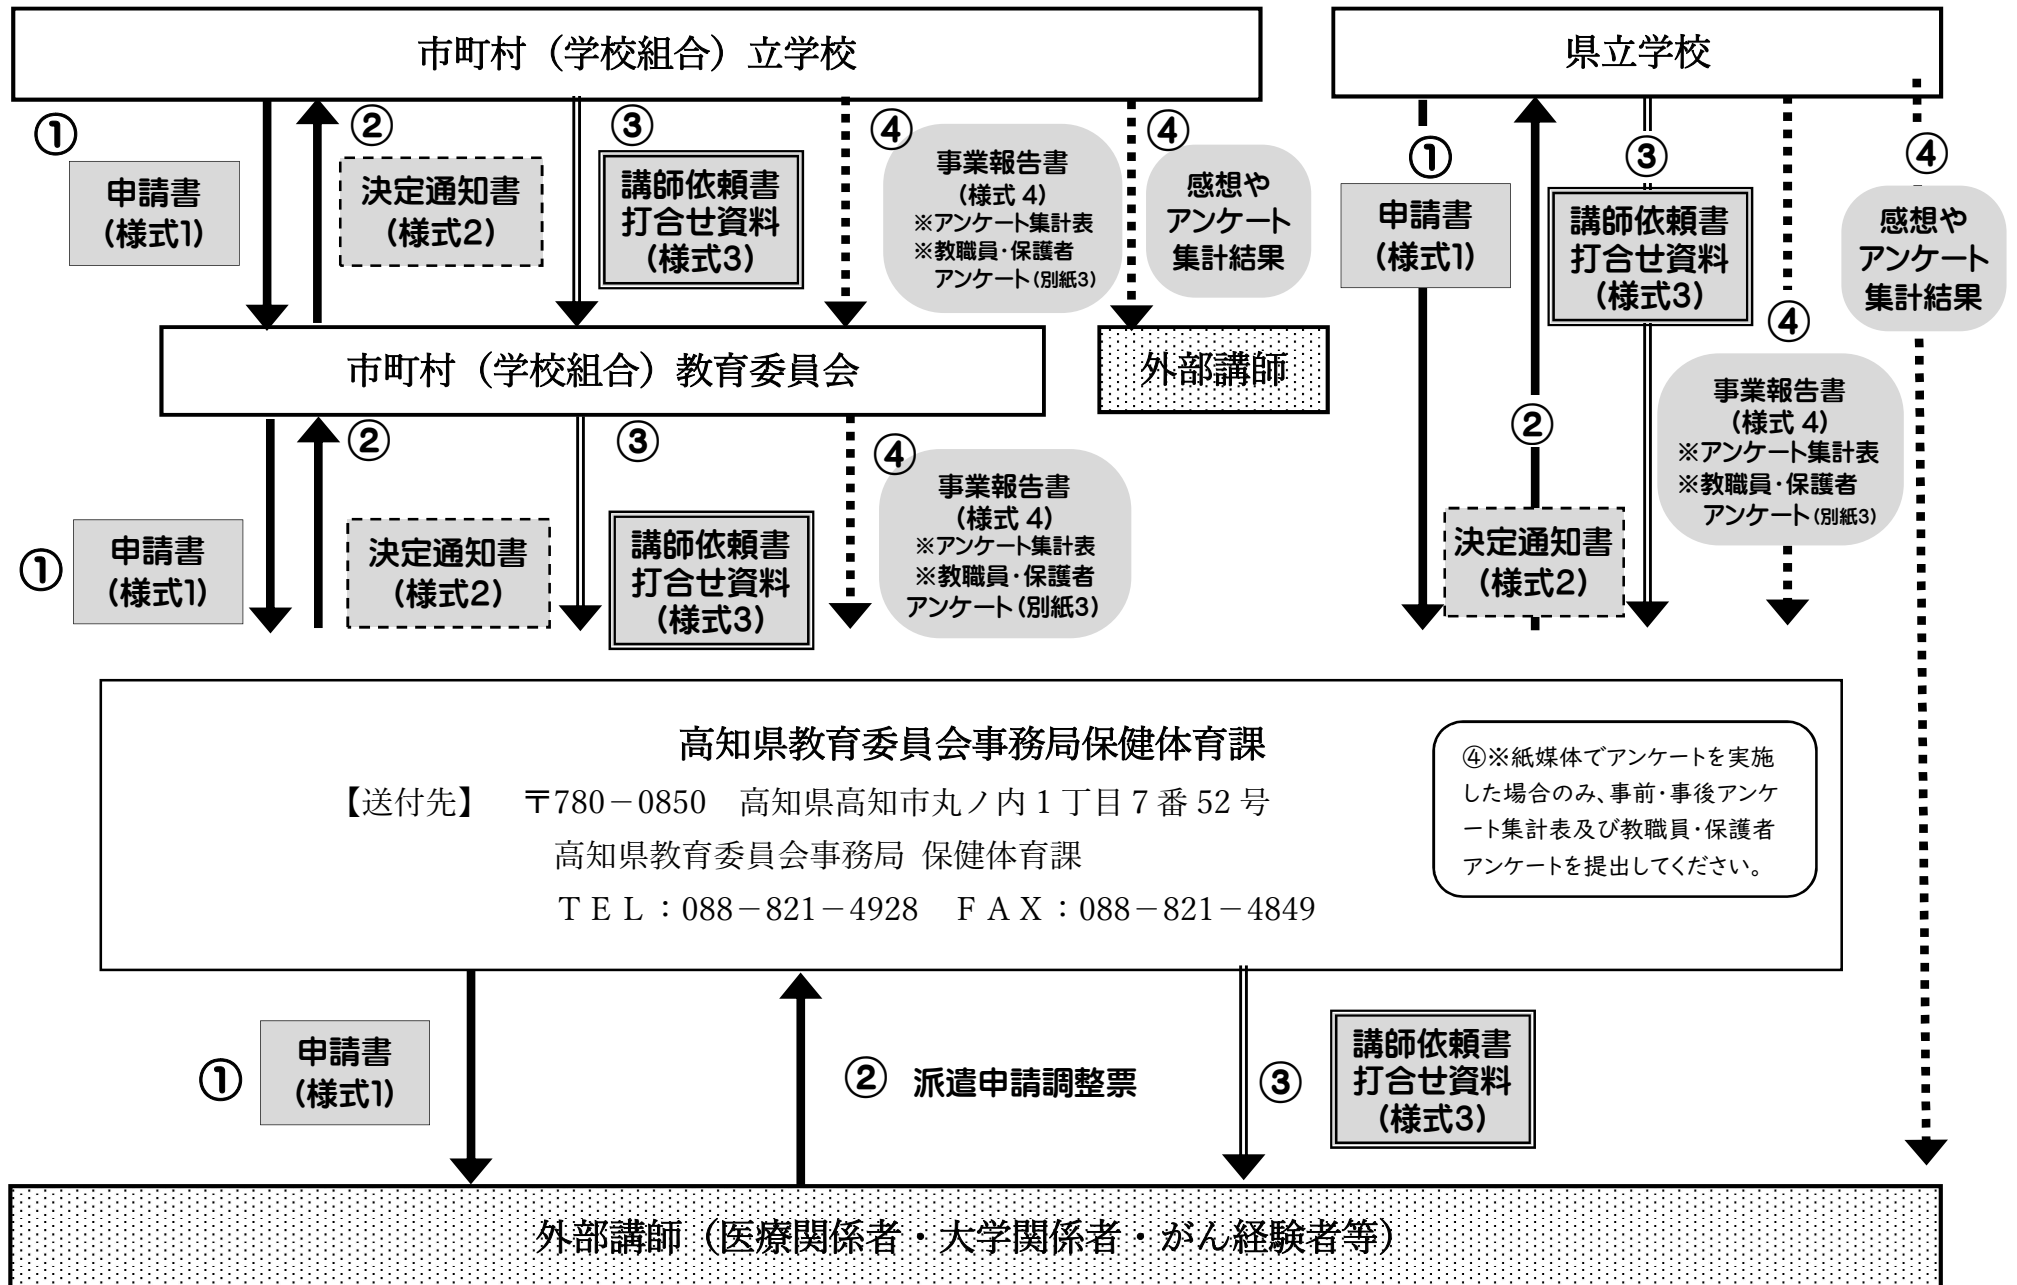 市町村（学校組合）立学校
県立学校
①
申請書
(様式1)
②
決定通知書
(様式2)
③
講師依頼書
打合せ資料
(様式3)
④
事業報告書
(様式 4)
※アンケート集計表
※教職員・保護者
アンケート(別紙3)
④
感想や
アンケート
集計結果
①
申請書
(様式1)
③
講師依頼書
打合せ資料
(様式3)
④
感想や
アンケート
集計結果
市町村（学校組合）教育委員会
外部講師
④
事業報告書
(様式 4)
※アンケート集計表
※教職員・保護者
アンケート(別紙3)
②
決定通知書
(様式2)
①
申請書
(様式1)
②
決定通知書
(様式2)
③
講師依頼書
打合せ資料
(様式3)
④
事業報告書
(様式 4)
※アンケート集計表
※教職員・保護者
アンケート(別紙3)
高知県教育委員会事務局保健体育課
【送付先】　〒780－0850　高知県高知市丸ノ内 1 丁目 7 番 52 号
高知県教育委員会事務局 保健体育課
ＴＥＬ：088－821－4928　ＦＡＸ：088－821－4849
④※紙媒体でアンケートを実施
した場合のみ、事前・事後アンケ
ート集計表及び教職員・保護者
アンケートを提出してください。
①
申請書
(様式1)
② 派遣申請調整票
③
講師依頼書
打合せ資料
(様式3)
外部講師（医療関係者・大学関係者・がん経験者等）